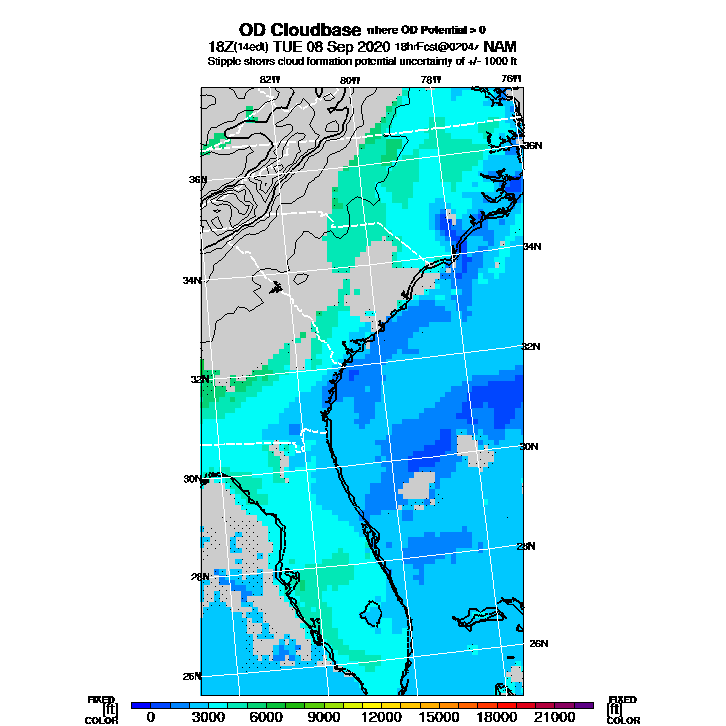 OD Cloudbase where OD Potential > 0
18Z(14edt) TUE 08 Sep 2020 18hrFcst@0204z NAM
Stipple shows cloud formation potential uncertainty of +/- 1000 ft
82W 80W 78W 76W
36N
36N
34N
34N
32N
32N
30N
30N
28N
28N
26N
26N
FIXED FIXED
[ft] [ft]
COLOR COLOR
0 3000 6000 9000 12000 15000 18000 21000